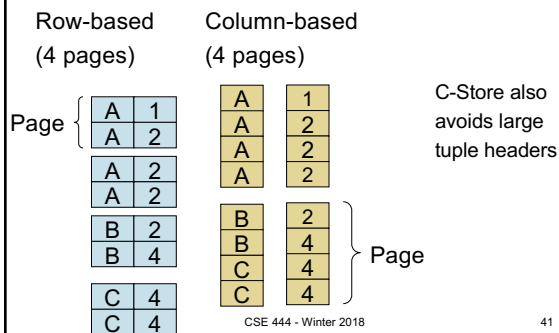 Row-based
(4 pages)
Column-based
(4 pages)
Page
A 1
A 2
A 2
A 2
B 2
B 4
C 4
C 4
A 1
A 2
A 2
A 2
B 2
B 4
C 4
C 4
Page
C-Store also
avoids large
tuple headers
CSE 444 - Winter 2018
41